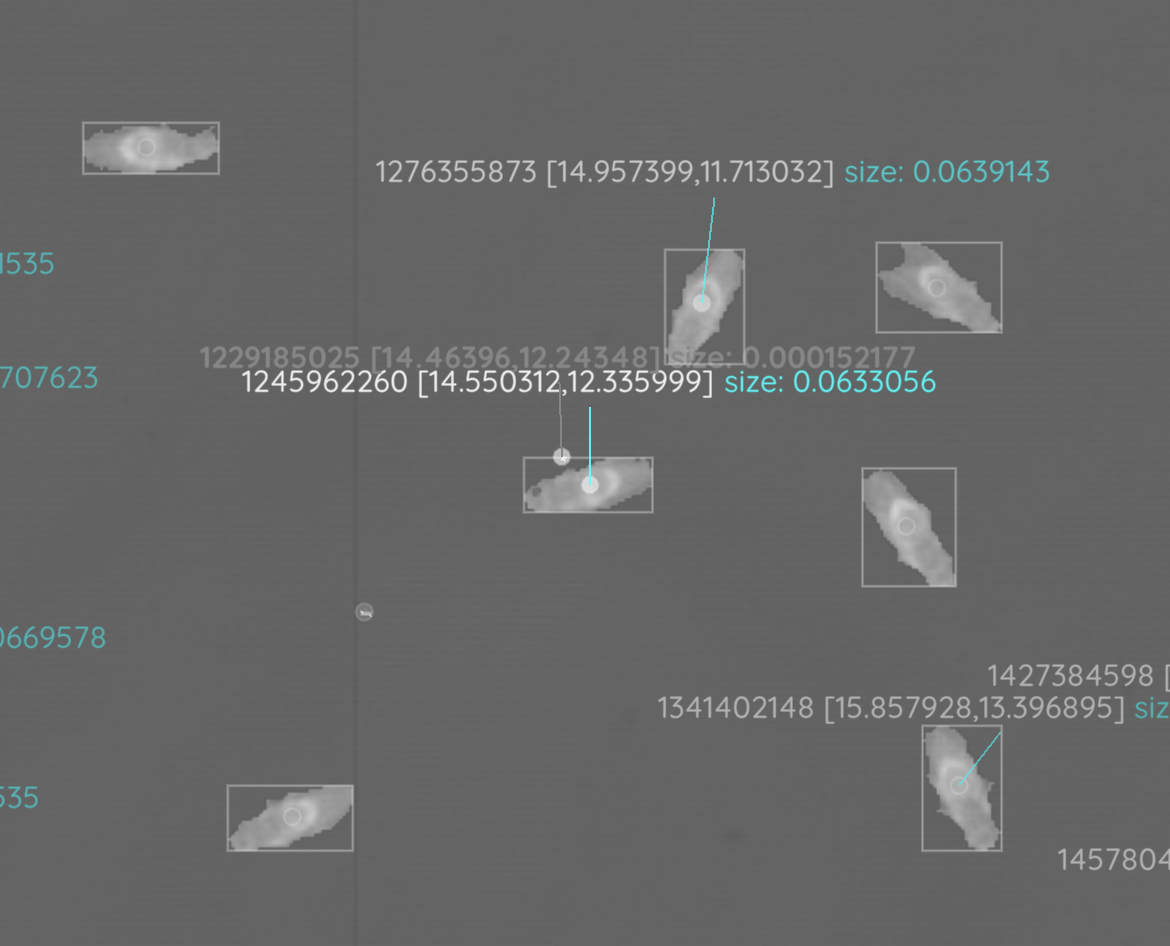 1276355873 [14.957399,11.713032] size: 0.0639143
1535
1229185025 [14.46396,12.24348] size: 0.000152177
707623
1245962260 [14.550312,12.335999] size: 0.0633056
0669578
1427384598 [
1341402148 [15.857928,13.396895] siz
535
1457804